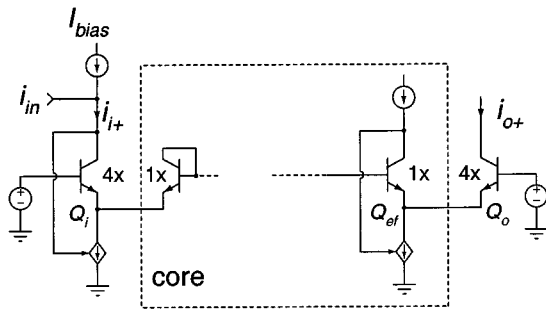 I_bias
i_in
i_i+
i_o+
4x
1x
1x
4x
Q_i
Q_ef
Q_o
core